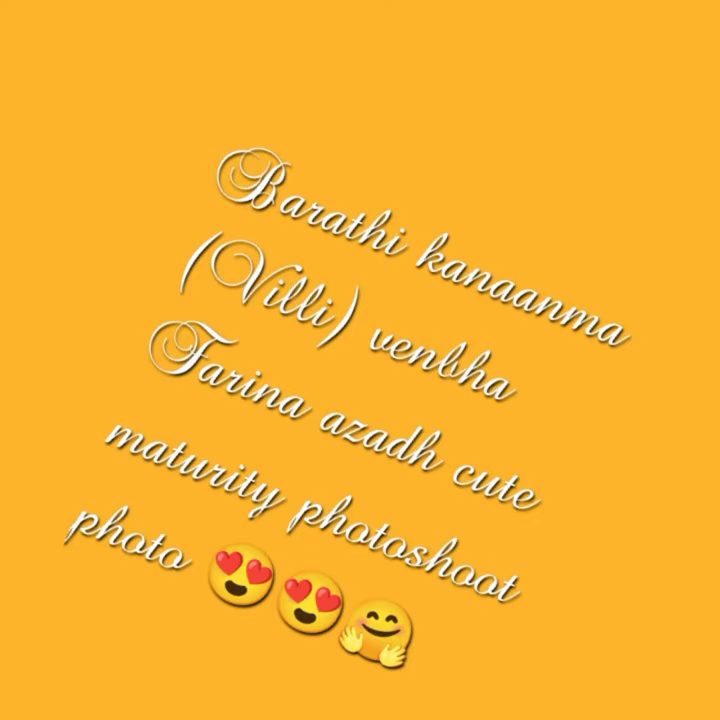 Barathi kanaanma
(Villi) venbha
Farina azadh cute
maturity photoshoot
photo 😍😍🤗